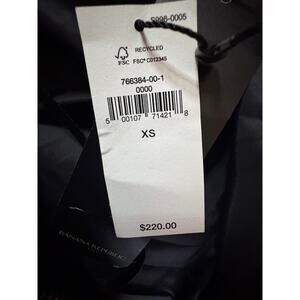 S996-0005
FSC
RECYCLED
FSC® C012345
766384-00-1
0000
5 00107 71421 8
XS
$220.00
BANANA REPUBLIC